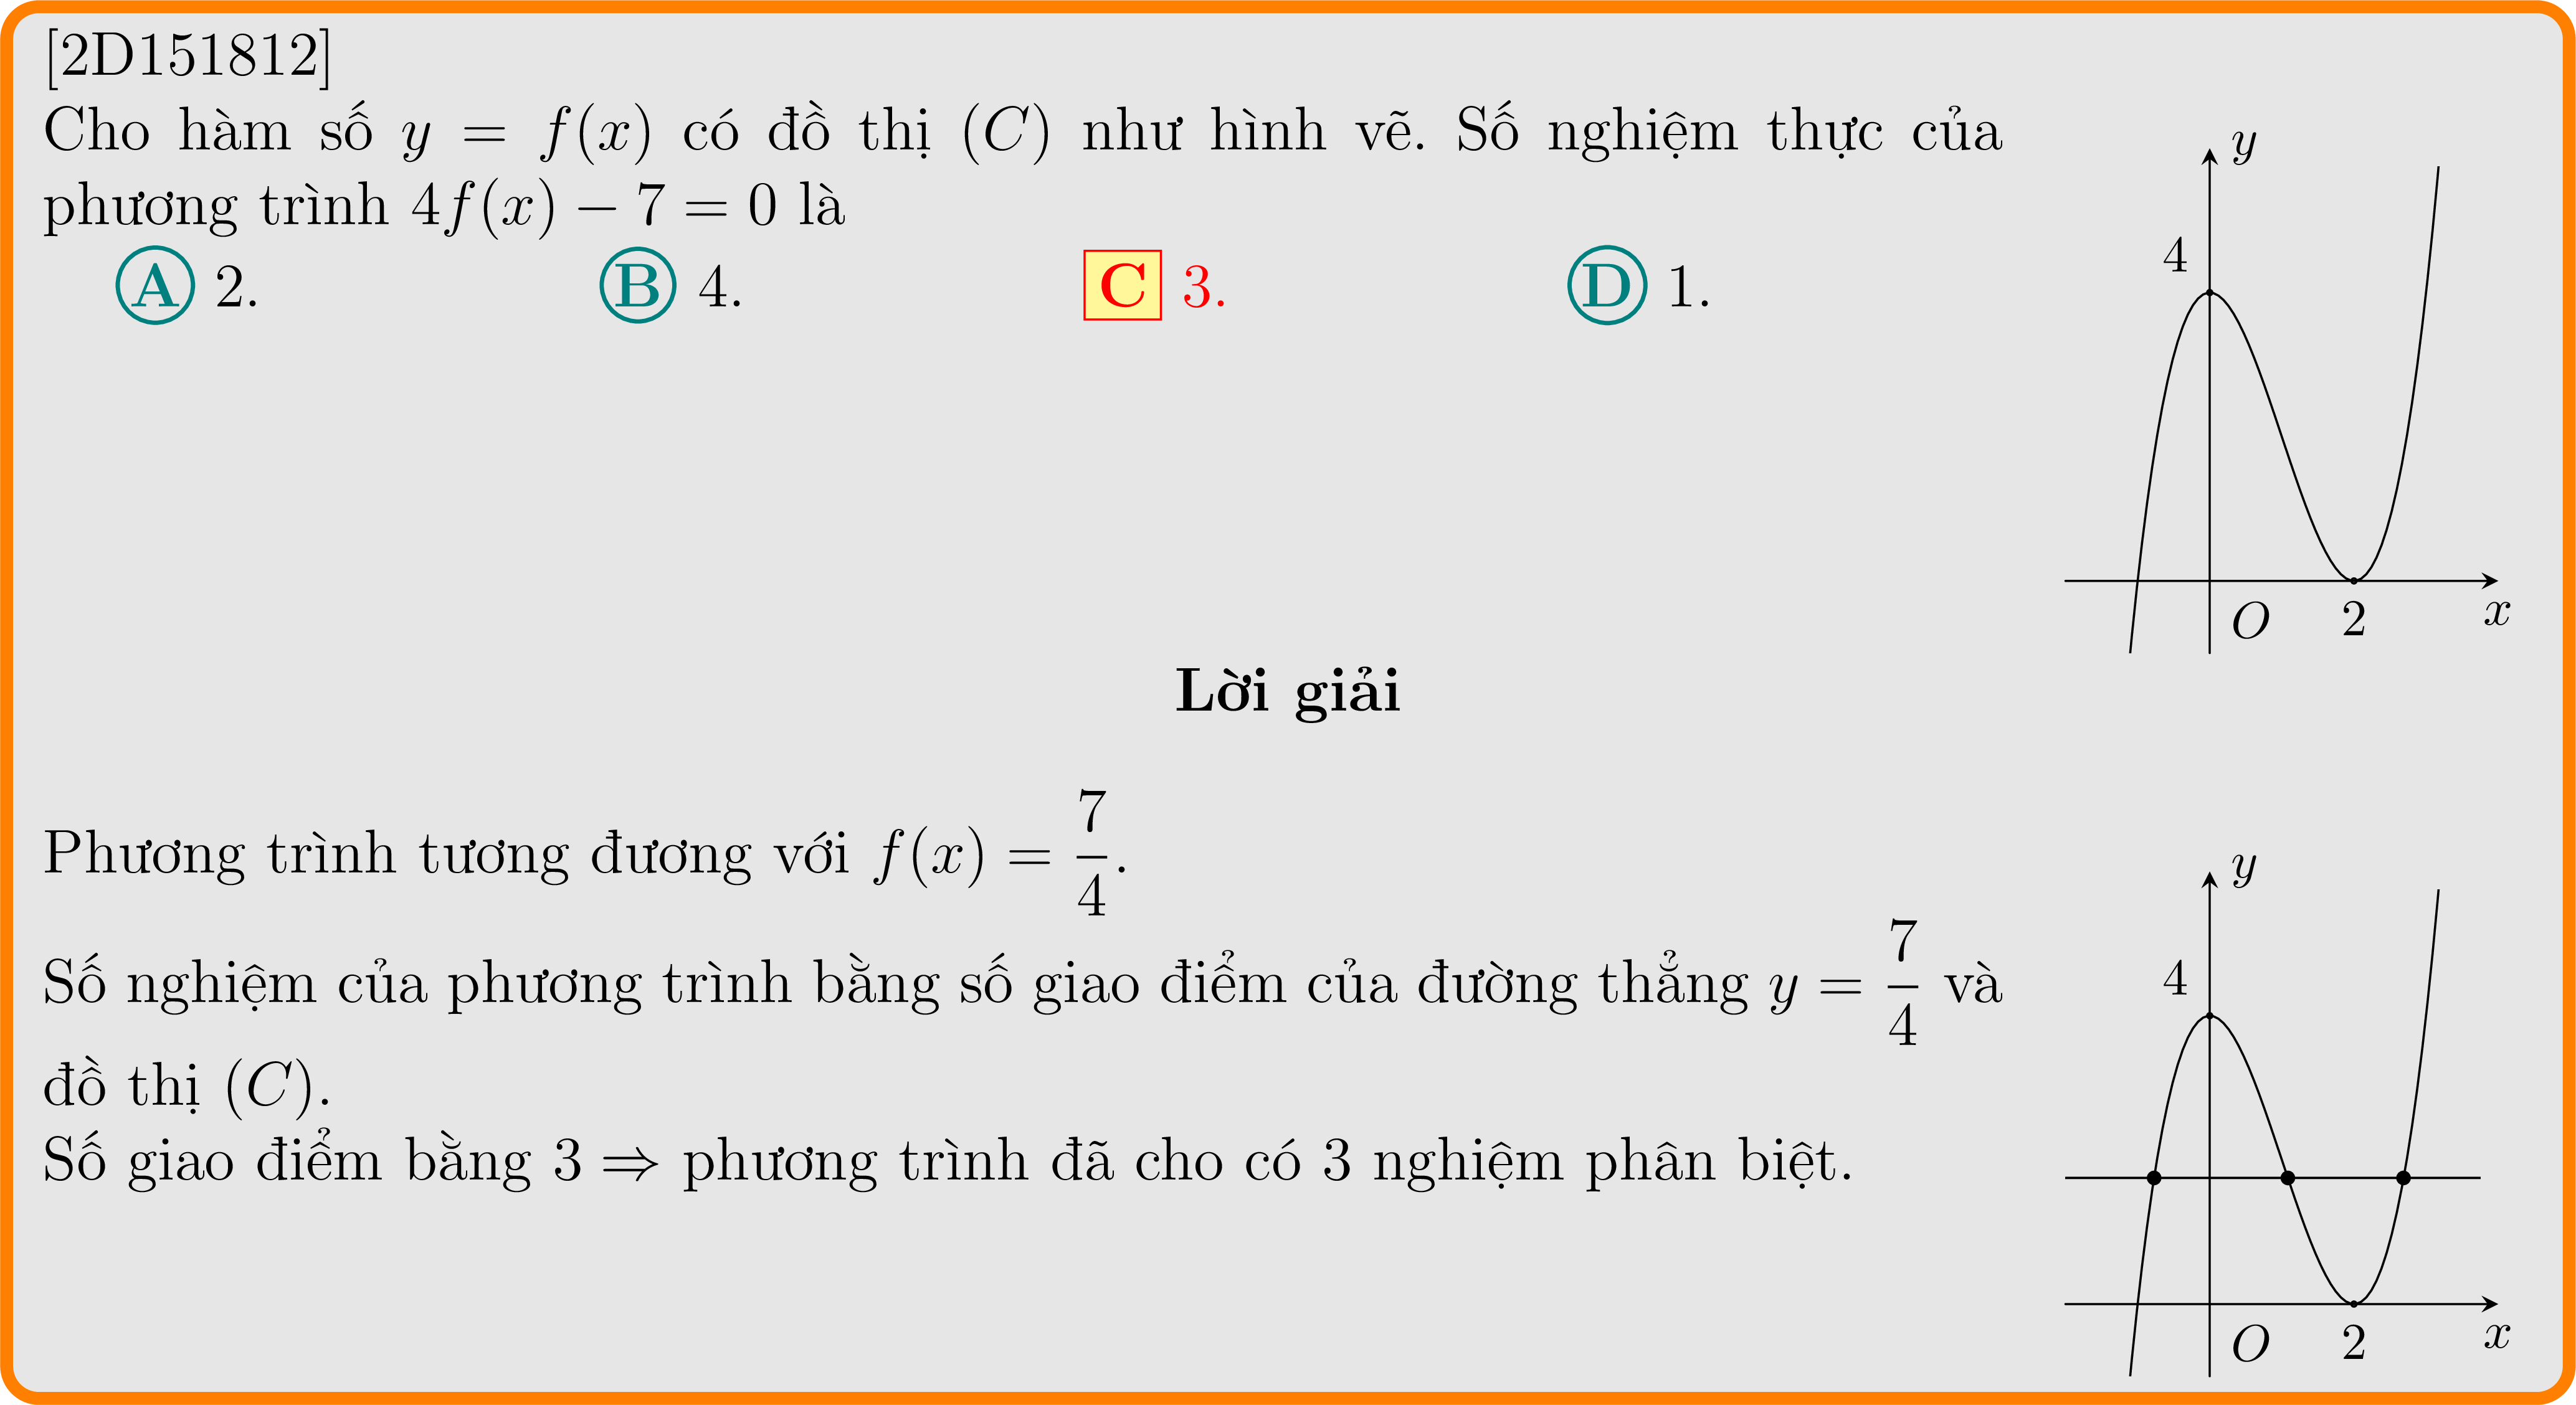 [2D151812]
Cho hàm số y = f(x) có đồ thị (C) như hình vẽ. Số nghiệm thực của
phương trình 4f(x) − 7 = 0 là
A 2. B 4. C 3. D 1.
y
4
O 2 x
Lời giải
Phương trình tương đương với f(x) = 7/4.
Số nghiệm của phương trình bằng số giao điểm của đường thẳng y = 7/4 và
đồ thị (C).
Số giao điểm bằng 3 ⇒ phương trình đã cho có 3 nghiệm phân biệt.
y
4
O 2 x